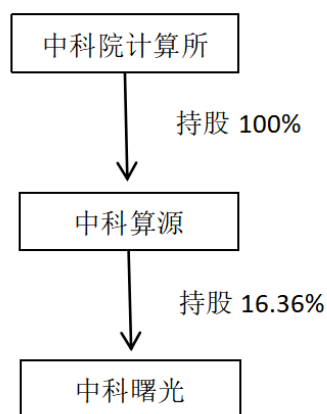 中科院计算所
持股 100%
中科算源
持股 16.36%
中科曙光